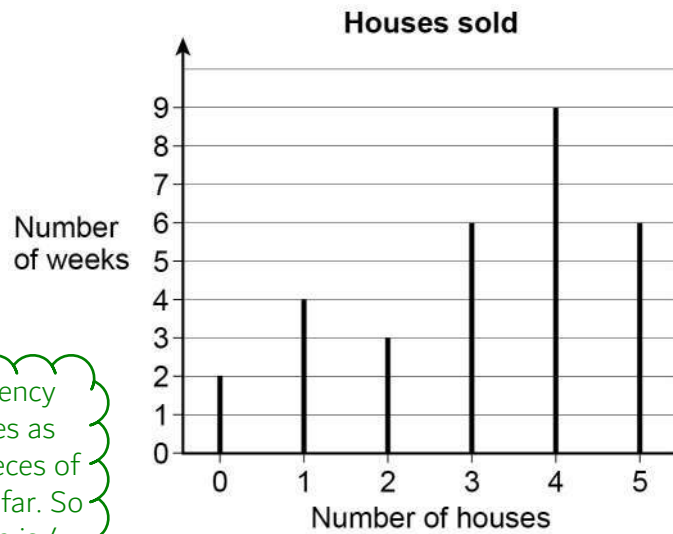 Houses sold
9
8
7
6
5
4
3
2
1
0
Number
of weeks
0 1 2 3 4 5
Number of houses
ency
es as
eces of
far. So